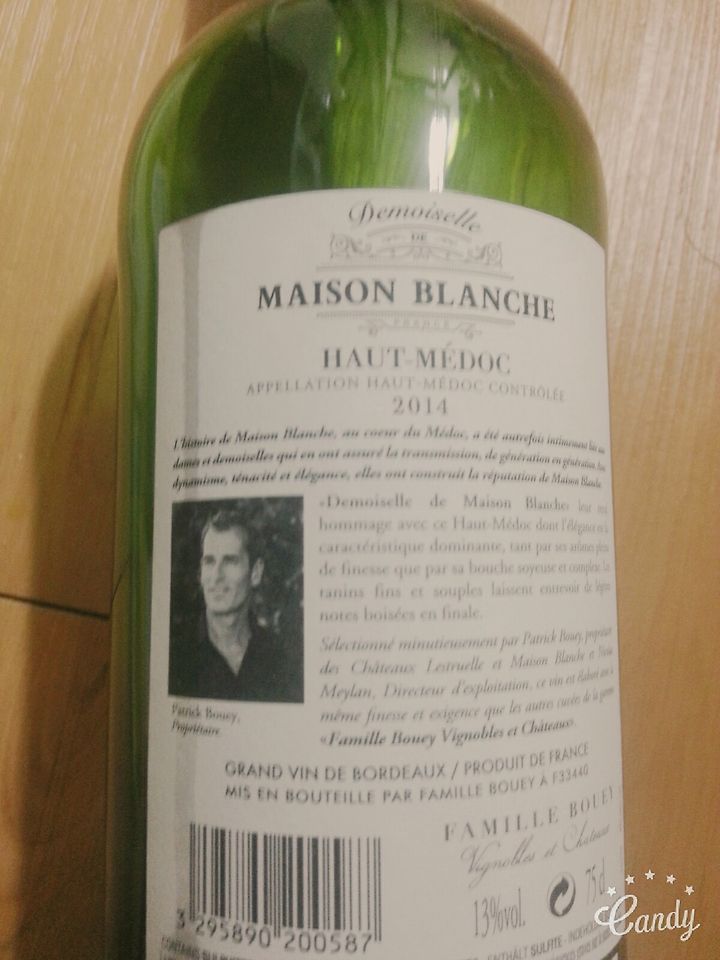 Demoiselle
DE
MAISON BLANCHE
FRANCE
HAUT-MÉDOC
APPELLATION HAUT-MÉDOC CONTRÔLÉE
2014
L'histoire de Maison Blanche, au coeur du Médoc, a été autrefois intimement liée aux
dames et demoiselles qui en ont assuré la transmission, de génération en génération.
dynamisme, ténacité et élégance, elles ont construit la réputation de Maison Blanche.
«Demoiselle de Maison Blanche» leur rend
hommage avec ce Haut-Médoc dont l'élégance est la
caractéristique dominante, tant par ses arômes pleins
de finesse que par sa bouche soyeuse et complexe. Les
tanins fins et souples laissent entrevoir de légères
notes boisées en finale.
Sélectionné minutieusement par Patrick Bouey, propriétaire
des Châteaux Lestruelle et Maison Blanche et
Meylan, Directeur d'exploitation, ce vin est élaboré avec la
même finesse et exigence que les autres cuvées de la gamme
«Famille Bouey Vignobles et Châteaux».
Patrick Bouey,
Propriétaire.
GRAND VIN DE BORDEAUX / PRODUIT DE FRANCE
MIS EN BOUTEILLE PAR FAMILLE BOUEY À F33440
FAMILLE BOUEY
Vignobles et Châteaux
13%vol.
75 cl
3 295890 200587
ENTHÄLT SULFITE
Candy